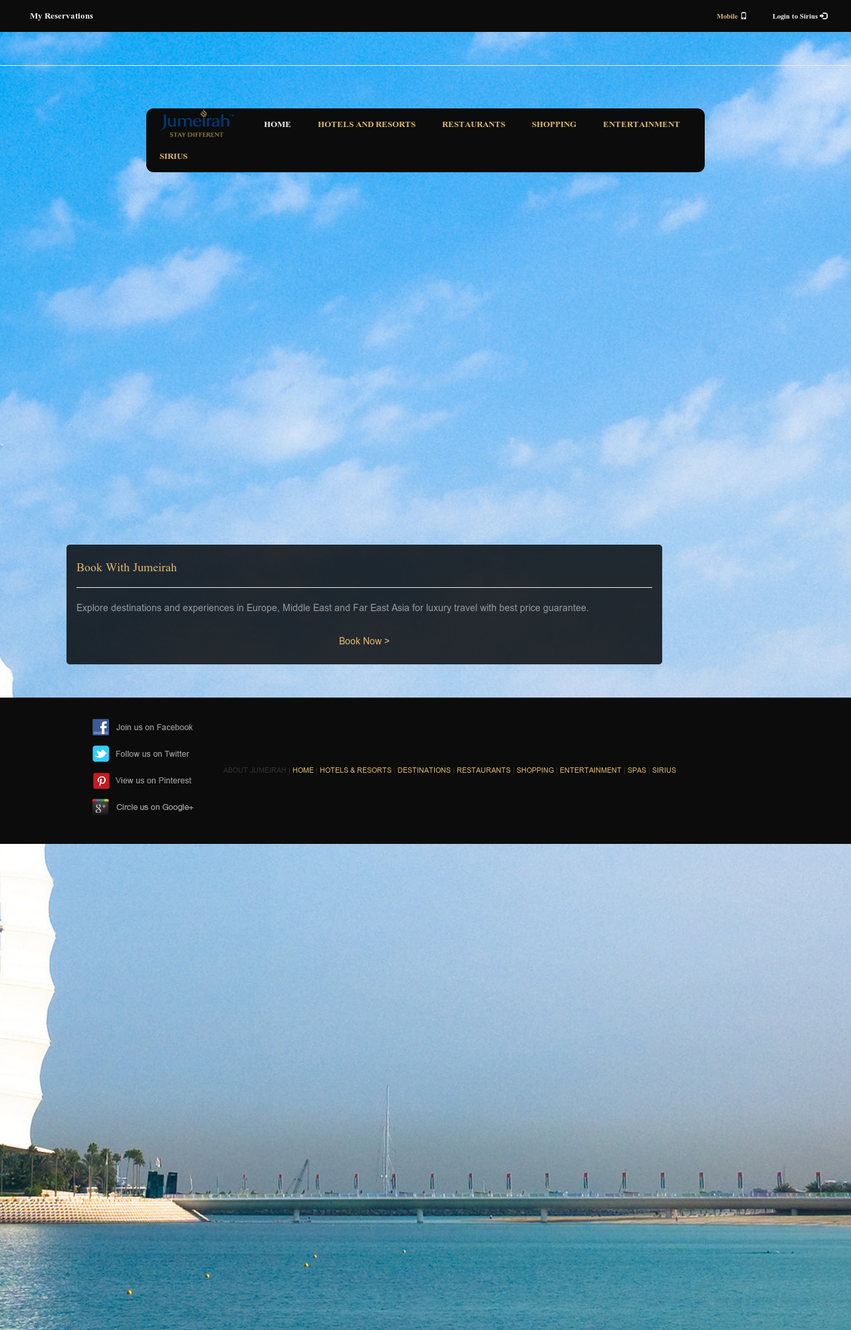 My Reservations
Mobile
Login to Sirius
Jumeirah™
STAY DIFFERENT
HOME
HOTELS AND RESORTS
RESTAURANTS
SHOPPING
ENTERTAINMENT
SIRIUS
Book With Jumeirah
Explore destinations and experiences in Europe, Middle East and Far East Asia for luxury travel with best price guarantee.
Book Now >
Join us on Facebook
Follow us on Twitter
View us on Pinterest
Circle us on Google+
ABOUT JUMEIRAH | HOME | HOTELS & RESORTS | DESTINATIONS | RESTAURANTS | SHOPPING | ENTERTAINMENT | SPAS | SIRIUS